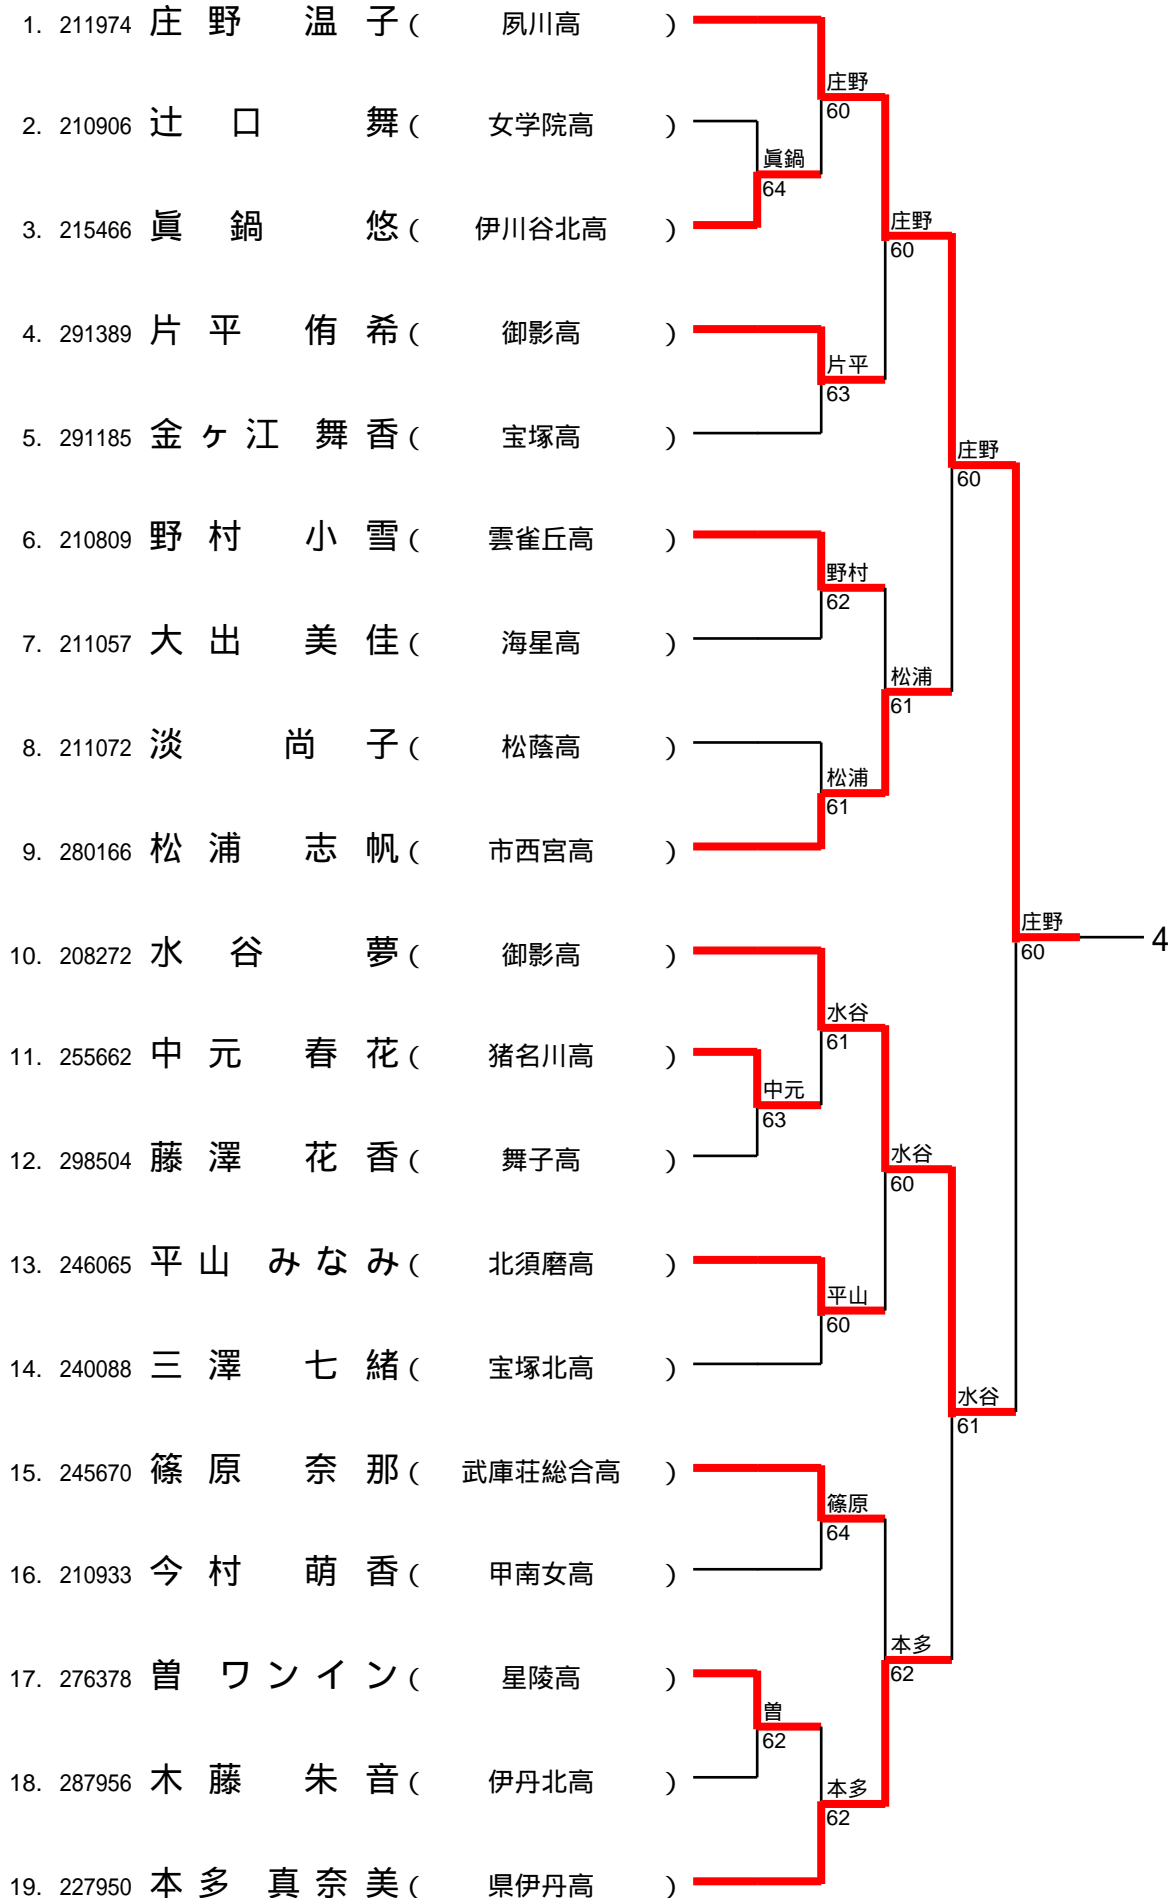 1. 211974 庄野 温子 ( 夙川高 )
庄野
60
2. 210906 辻口 舞 ( 女学院高 )
眞鍋
64
3. 215466 眞鍋 悠 ( 伊川谷北高 )
庄野
60
4. 291389 片平 侑希 ( 御影高 )
片平
63
5. 291185 金ヶ江 舞香 ( 宝塚高 )
庄野
60
6. 210809 野村 小雪 ( 雲雀丘高 )
野村
62
7. 211057 大出 美佳 ( 海星高 )
松浦
61
8. 211072 淡 尚子 ( 松蔭高 )
松浦
61
9. 280166 松浦 志帆 ( 市西宮高 )
庄野
60
4
10. 208272 水谷 夢 ( 御影高 )
水谷
61
11. 255662 中元 春花 ( 猪名川高 )
中元
63
12. 298504 藤澤 花香 ( 舞子高 )
水谷
60
13. 246065 平山 みなみ ( 北須磨高 )
平山
60
14. 240088 三澤 七緒 ( 宝塚北高 )
水谷
61
15. 245670 篠原 奈那 ( 武庫荘総合高 )
篠原
64
16. 210933 今村 萌香 ( 甲南女高 )
本多
62
17. 276378 曽 ワンイン ( 星陵高 )
曽
62
18. 287956 木藤 朱音 ( 伊丹北高 )
本多
62
19. 227950 本多 真奈美 ( 県伊丹高 )